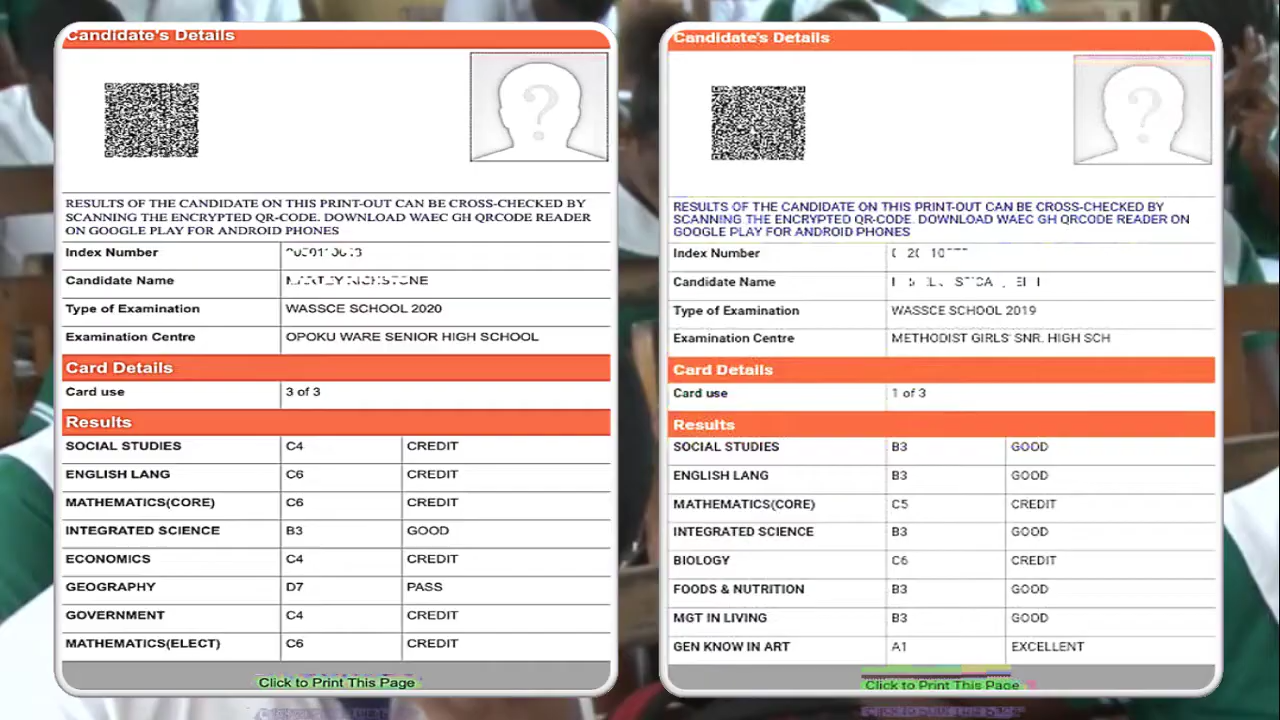 Candidate's Details
RESULTS OF THE CANDIDATE ON THIS PRINT-OUT CAN BE CROSS-CHECKED BY
SCANNING THE ENCRYPTED QR-CODE. DOWNLOAD WAEC GH QRCODE READER
ON GOOGLE PLAY FOR ANDROID PHONES
Index Number
Candidate Name
Type of Examination WASSCE SCHOOL 2020
Examination Centre OPOKU WARE SENIOR HIGH SCHOOL
Card Details
Card use 3 of 3
Results
SOCIAL STUDIES C4 CREDIT
ENGLISH LANG C6 CREDIT
MATHEMATICS(CORE) C6 CREDIT
INTEGRATED SCIENCE B3 GOOD
ECONOMICS C4 CREDIT
GEOGRAPHY D7 PASS
GOVERNMENT C4 CREDIT
MATHEMATICS(ELECT) C6 CREDIT
Click to Print This Page
Candidate's Details
RESULTS OF THE CANDIDATE ON THIS PRINT-OUT CAN BE CROSS-CHECKED BY
SCANNING THE ENCRYPTED QR-CODE. DOWNLOAD WAEC GH QRCODE READER ON
GOOGLE PLAY FOR ANDROID PHONES
Index Number
Candidate Name
Type of Examination WASSCE SCHOOL 2019
Examination Centre METHODIST GIRLS' SNR. HIGH SCH
Card Details
Card use 1 of 3
Results
SOCIAL STUDIES B3 GOOD
ENGLISH LANG B3 GOOD
MATHEMATICS(CORE) C5 CREDIT
INTEGRATED SCIENCE B3 GOOD
BIOLOGY C6 CREDIT
FOODS & NUTRITION B3 GOOD
MGT IN LIVING B3 GOOD
GEN KNOW IN ART A1 EXCELLENT
Click to Print This Page